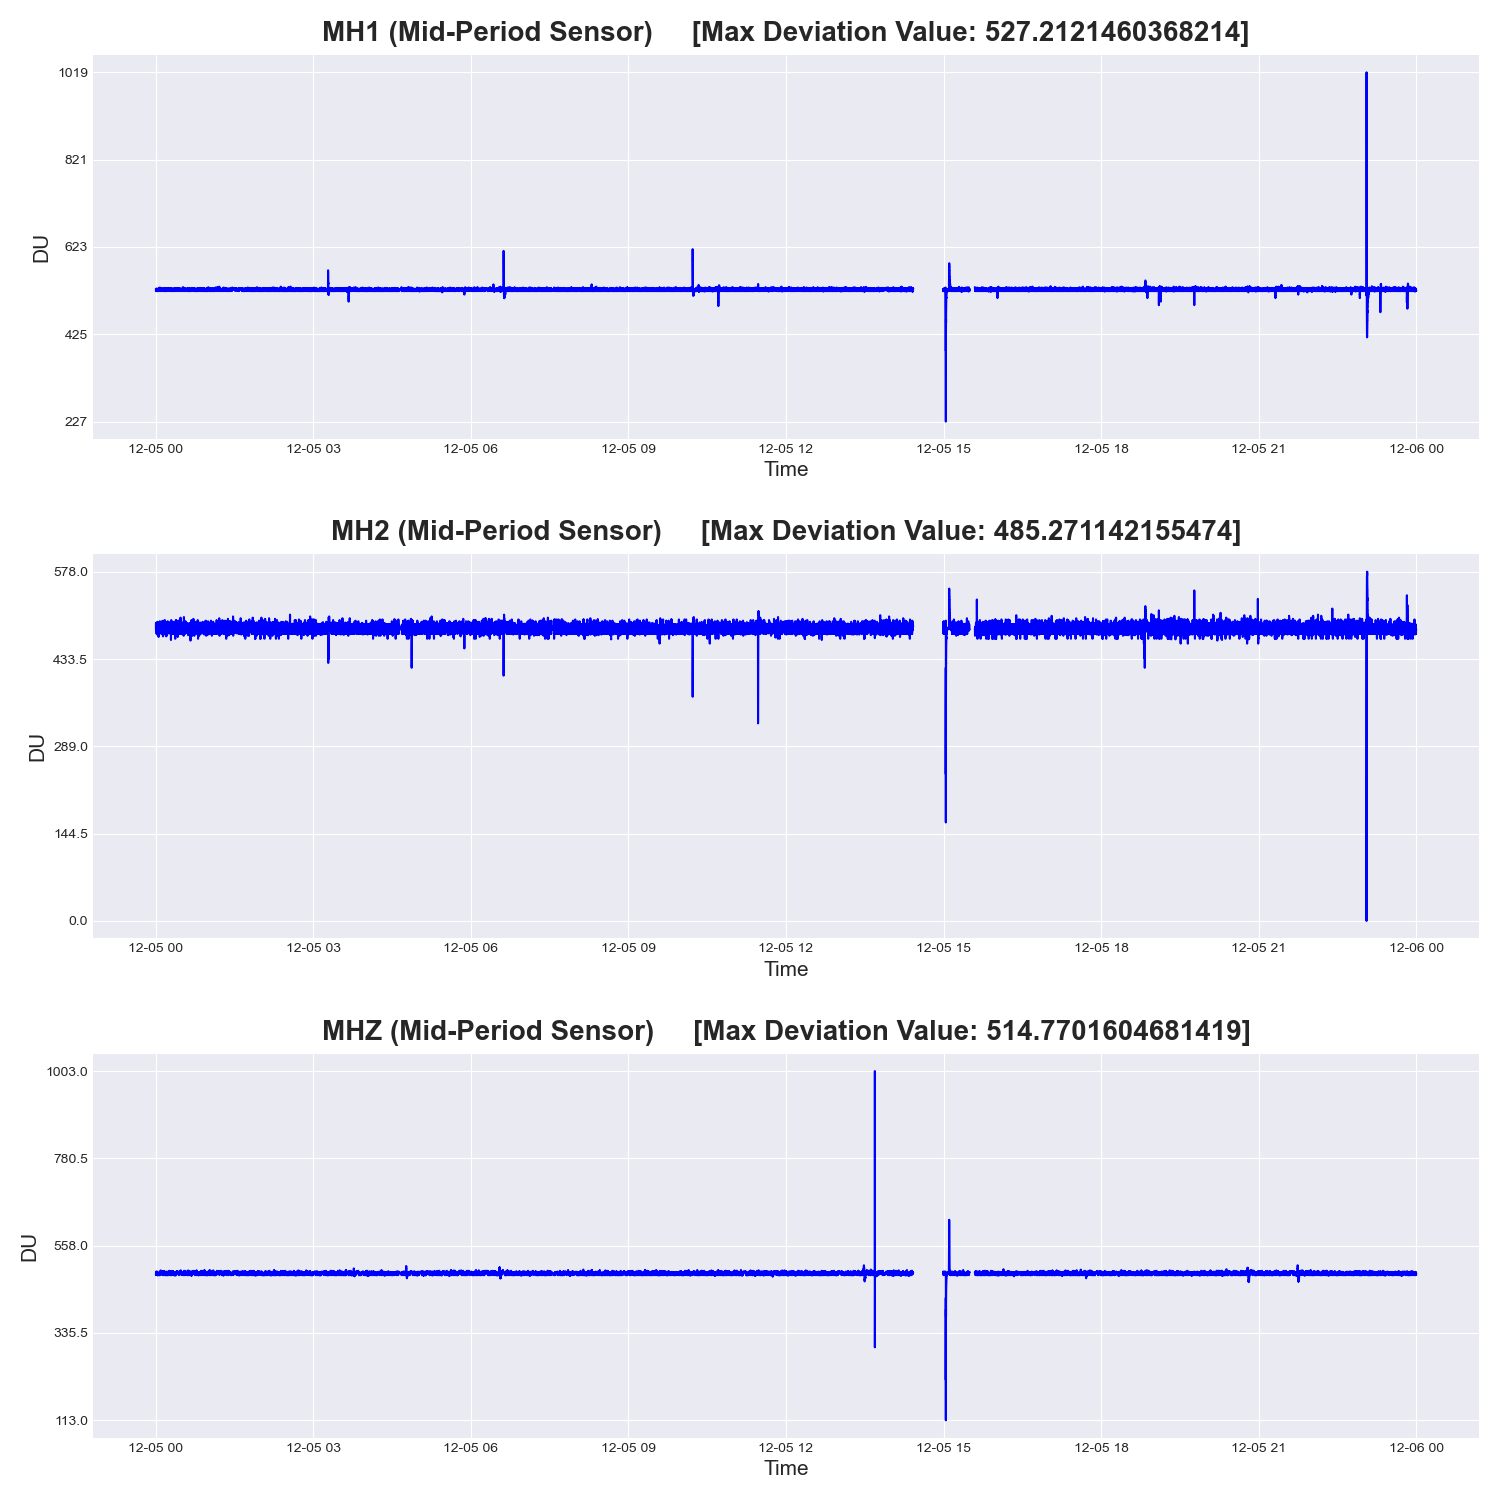 MH1 (Mid-Period Sensor) [Max Deviation Value: 527.2121460368214]
1019
821
623
425
227
DU
12-05 00 12-05 03 12-05 06 12-05 09 12-05 12 12-05 15 12-05 18 12-05 21 12-06 00
Time
MH2 (Mid-Period Sensor) [Max Deviation Value: 485.271142155474]
578.0
433.5
289.0
144.5
0.0
DU
12-05 00 12-05 03 12-05 06 12-05 09 12-05 12 12-05 15 12-05 18 12-05 21 12-06 00
Time
MHZ (Mid-Period Sensor) [Max Deviation Value: 514.7701604681419]
1003.0
780.5
558.0
335.5
113.0
DU
12-05 00 12-05 03 12-05 06 12-05 09 12-05 12 12-05 15 12-05 18 12-05 21 12-06 00
Time